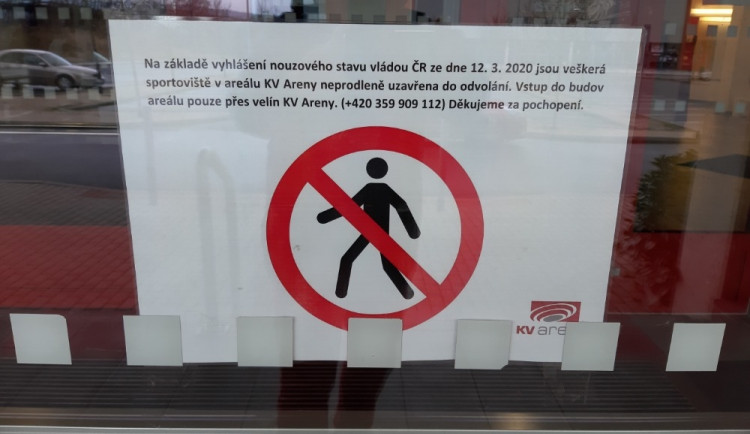 Na základě vyhlášení nouzového stavu vládou ČR ze dne 12. 3. 2020 jsou veškerá
sportoviště v areálu KV Areny neprodleně uzavřena do odvolání. Vstup do budov
areálu pouze přes velín KV Areny. (+420 359 909 112) Děkujeme za pochopení.
KV are